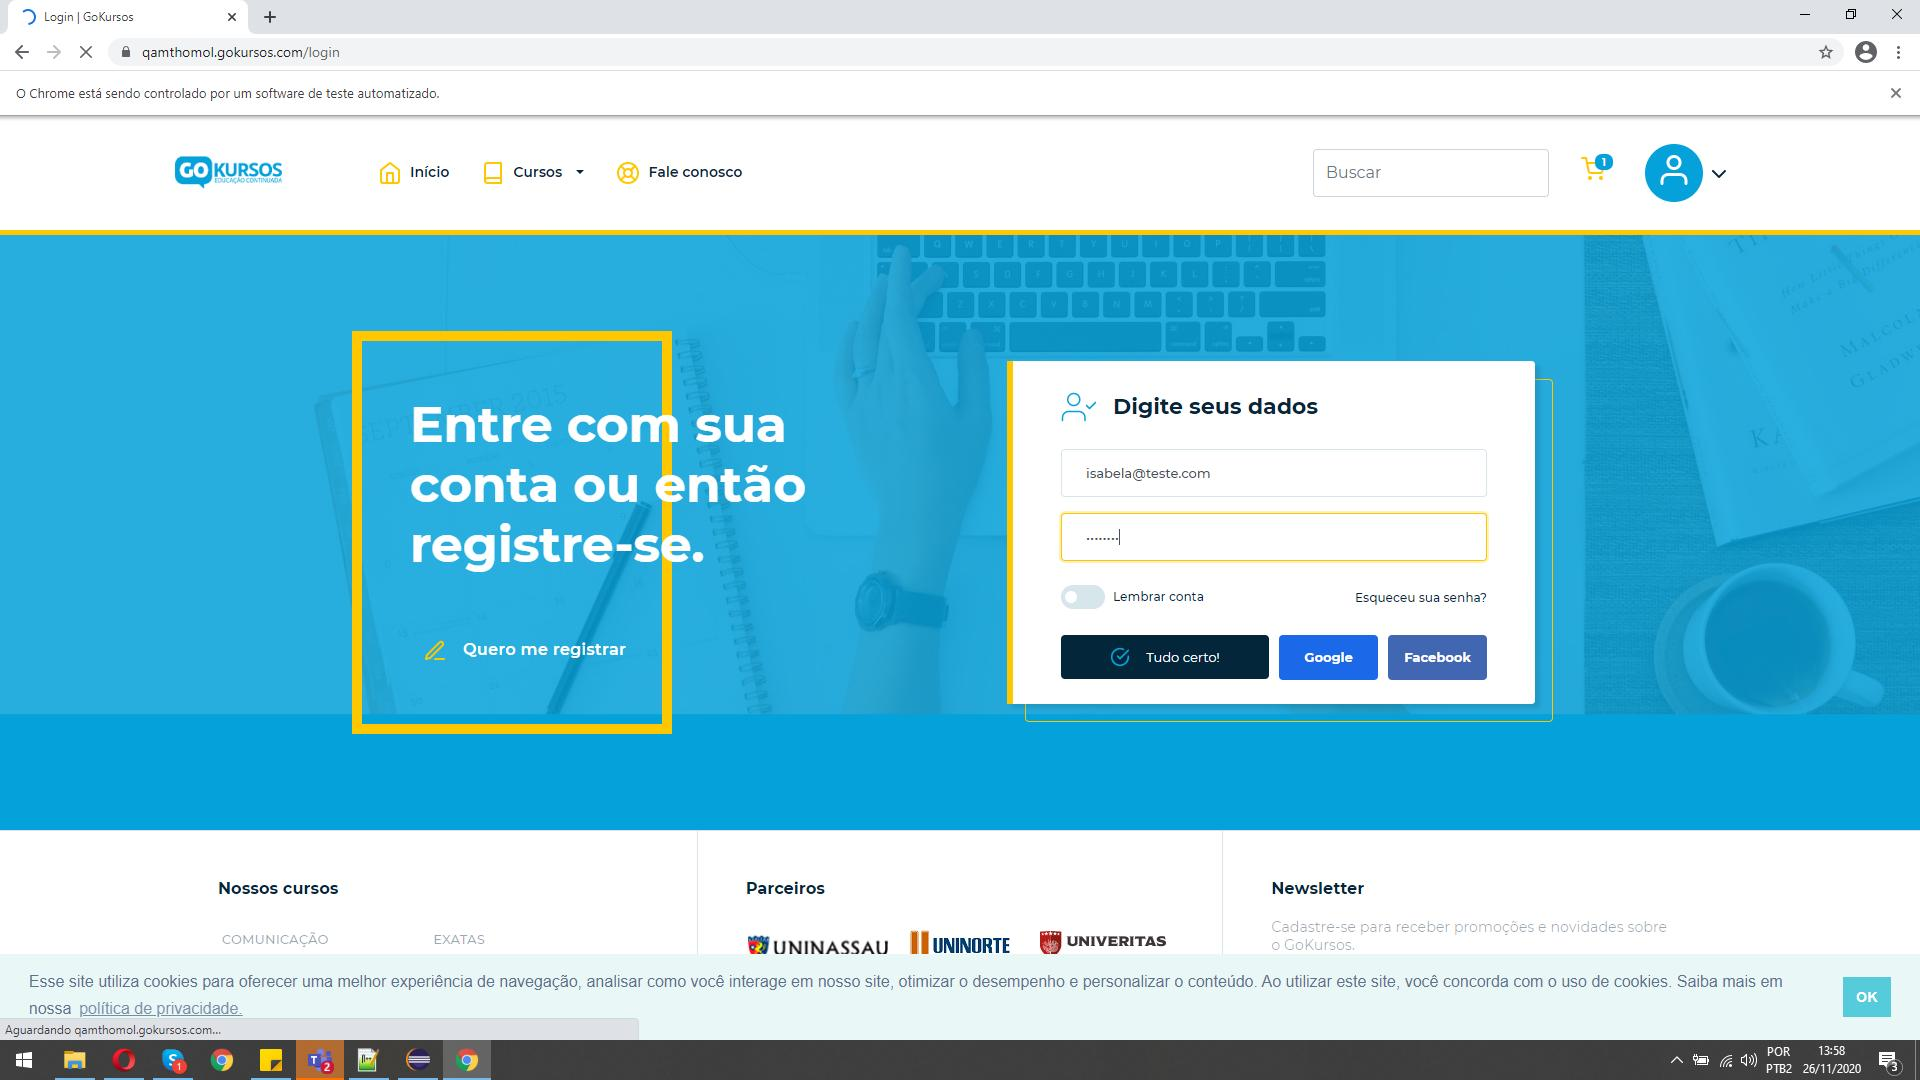 Login | GoKursos
qamthomol.gokursos.com/login
O Chrome está sendo controlado por um software de teste automatizado.
GO KURSOS
EDUCAÇÃO CONTINUADA
Início
Cursos
Fale conosco
Buscar
1
Entre com sua
conta ou então
registre-se.
Quero me registrar
Digite seus dados
isabela@teste.com
........
Lembrar conta
Esqueceu sua senha?
Tudo certo!
Google
Facebook
Nossos cursos
COMUNICAÇÃO
EXATAS
Parceiros
UNINASSAU
UNINORTE
UNIVERITAS
Newsletter
Cadastre-se para receber promoções e novidades sobre
o GoKursos.
Esse site utiliza cookies para oferecer uma melhor experiência de navegação, analisar como você interage em nosso site, otimizar o desempenho e personalizar o conteúdo. Ao utilizar este site, você concorda com o uso de cookies. Saiba mais em
nossa política de privacidade.
OK
Aguardando qamthomol.gokursos.com...
POR
PTB2
13:58
26/11/2020
3